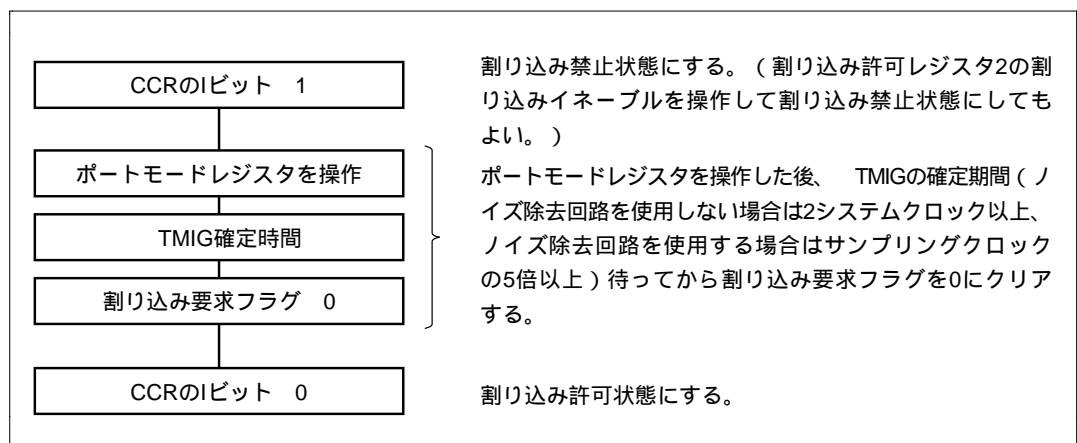 CCRのIビット　1
割り込み禁止状態にする。（割り込み許可レジスタ2の割
り込みイネーブルを操作して割り込み禁止状態にしても
よい。）
ポートモードレジスタを操作
TMIG確定時間
割り込み要求フラグ　0
ポートモードレジスタを操作した後、　TMIGの確定期間（ノ
イズ除去回路を使用しない場合は2システムクロック以上、
ノイズ除去回路を使用する場合はサンプリングクロック
の5倍以上）待ってから割り込み要求フラグを0にクリア
する。
CCRのIビット　0
割り込み許可状態にする。